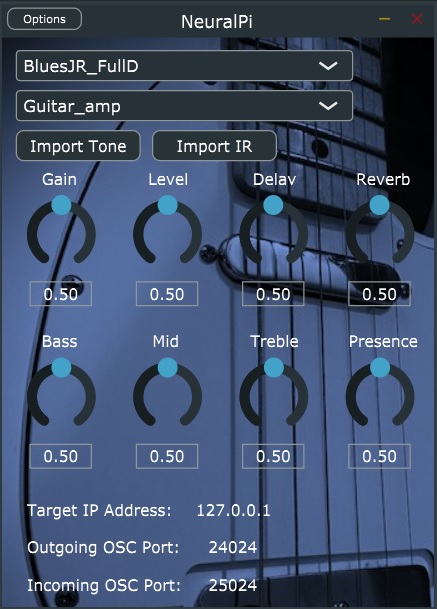 Options
NeuralPi
BluesJR_FullD
Guitar_amp
Import Tone Import IR
Gain Level Delay Reverb
0.50 0.50 0.50 0.50
Bass Mid Treble Presence
0.50 0.50 0.50 0.50
Target IP Address: 127.0.0.1
Outgoing OSC Port: 24024
Incoming OSC Port: 25024